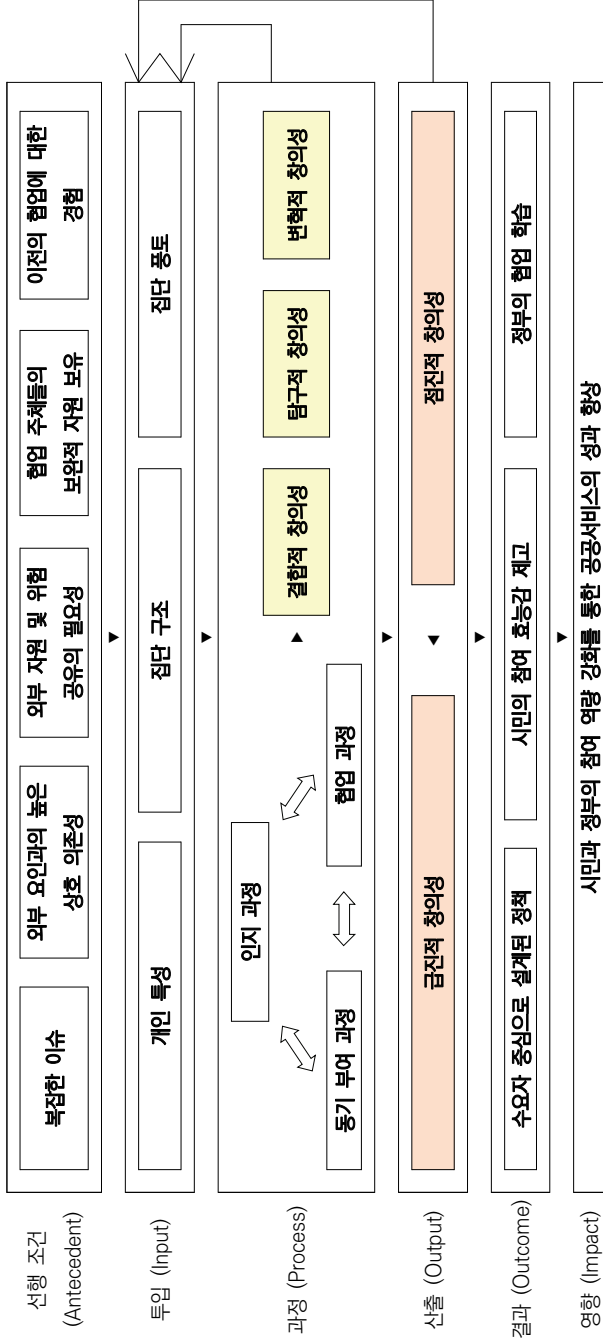 선행 조건
(Antecedent)
복잡한 이슈
외부 요인과의 높은
상호 의존성
외부 자원 및 위험
공유의 필요성
협업 주체들의
보완적 자원 보유
이전의 협업에 대한
경험
투입 (Input)
개인 특성
집단 구조
집단 풍토
과정 (Process)
인지 과정
동기 부여 과정
협업 과정
결합적 창의성
탐구적 창의성
변혁적 창의성
산출 (Output)
급진적 창의성
점진적 창의성
결과 (Outcome)
수요자 중심으로 설계된 정책
시민의 참여 효능감 제고
정부의 협업 학습
영향 (Impact)
시민과 정부의 참여 역량 강화를 통한 공공서비스의 성과 향상